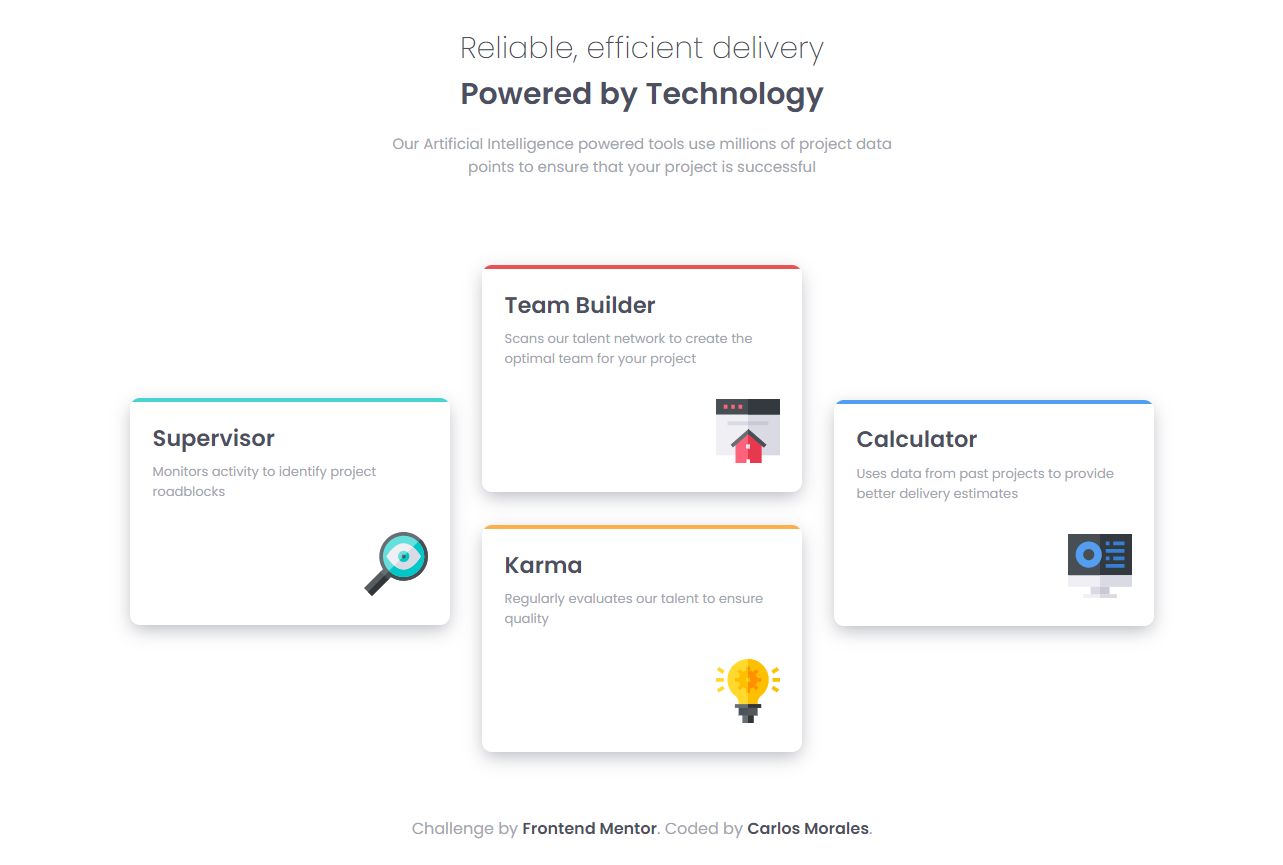 Reliable, efficient delivery
Powered by Technology
Our Artificial Intelligence powered tools use millions of project data
points to ensure that your project is successful
Supervisor
Monitors activity to identify project
roadblocks
Team Builder
Scans our talent network to create the
optimal team for your project
Karma
Regularly evaluates our talent to ensure
quality
Calculator
Uses data from past projects to provide
better delivery estimates
Challenge by Frontend Mentor. Coded by Carlos Morales.